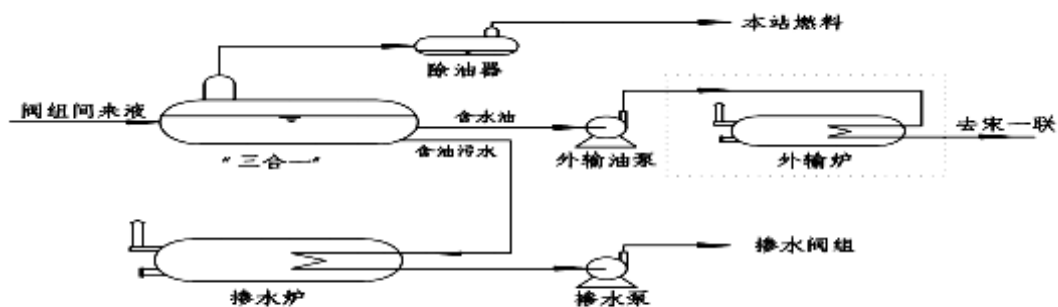 本站燃料
除油器
阀组间来液
含水油
去宋一联
"三合一"
含油污水
外输油泵
外输炉
掺水阀组
掺水炉
掺水泵